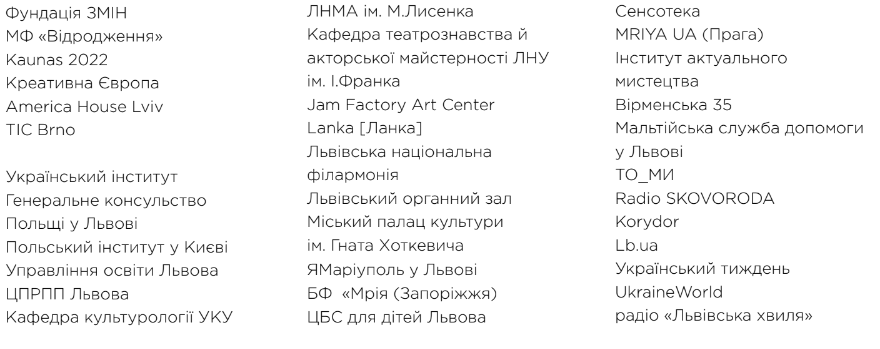 Фундація ЗМІН
МФ «Відродження»
Kaunas 2022
Креативна Європа
America House Lviv
TIC Brno
Український інститут
Генеральне консульство
Польщі у Львові
Польський інститут у Києві
Управління освіти Львова
ЦПРПП Львова
Кафедра культурології УКУ
ЛНМА ім. М.Лисенка
Кафедра театрознавства й
акторської майстерності ЛНУ
ім. І.Франка
Jam Factory Art Center
Lanka [Ланка]
Львівська національна
філармонія
Львівський органний зал
Міський палац культури
ім. Гната Хоткевича
ЯМаріуполь у Львові
БФ «Мрія (Запоріжжя)
ЦБС для дітей Львова
Сенсотека
MRIYA UA (Прага)
Інститут актуального
мистецтва
Вірменська 35
Мальтійська служба допомоги
у Львові
ТО_МИ
Radio SKOVORODA
Korydor
Lb.ua
Український тиждень
UkraineWorld
радіо «Львівська хвиля»